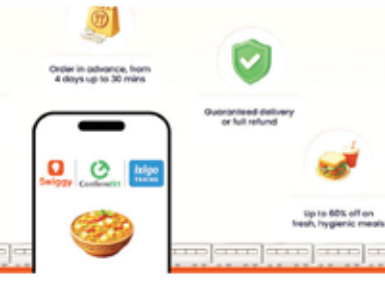 Order in advance, from
4 days up to 30 mins
Guaranteed delivery
or full refund
Swiggy
Confirmtkt
ixigo
TRAINS
Up to 60% off on
fresh, hygienic meals